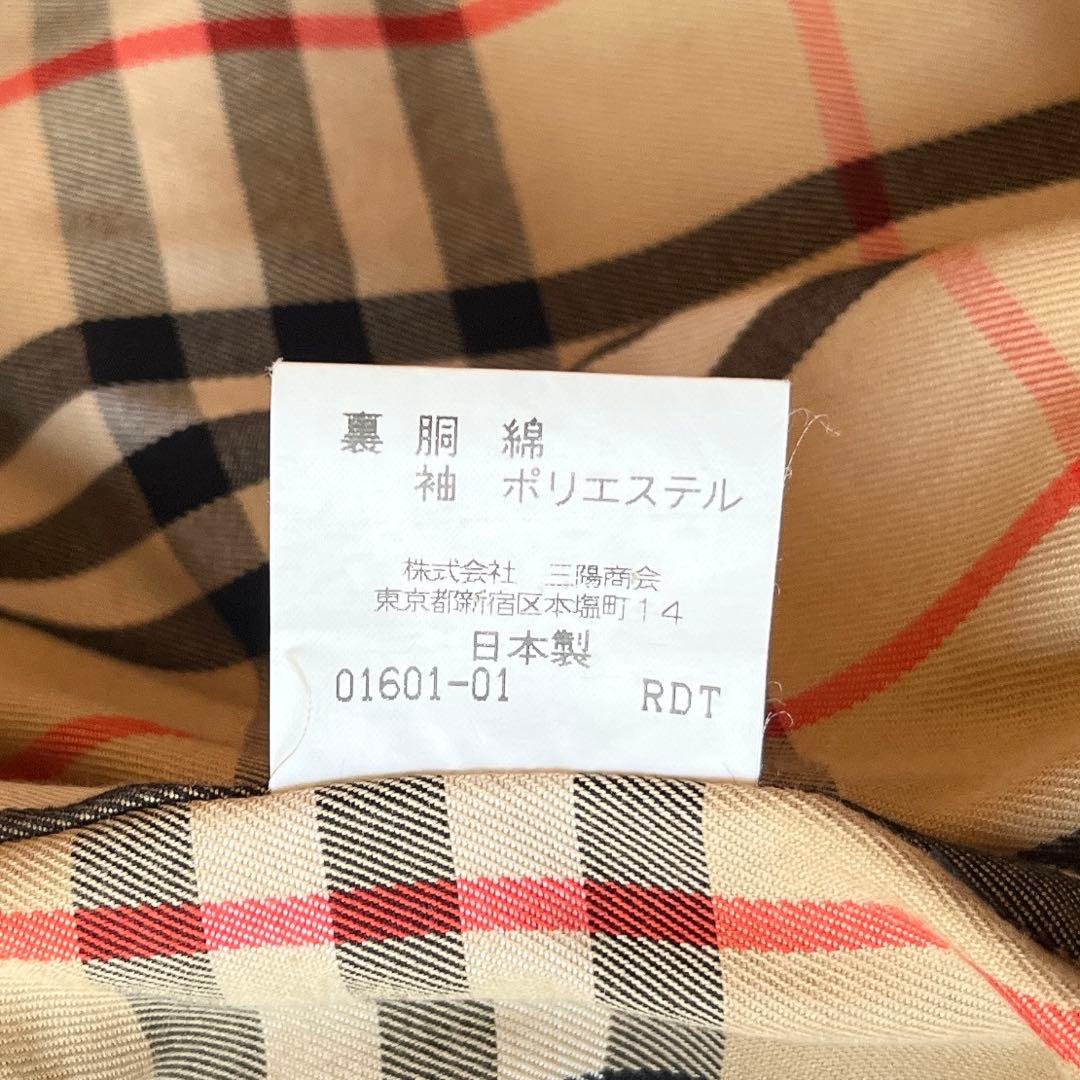 裏 胴 綿
袖 ポリエステル
株式会社 三陽商会
東京都新宿区本塩町14
日本製
01601-01 RDT